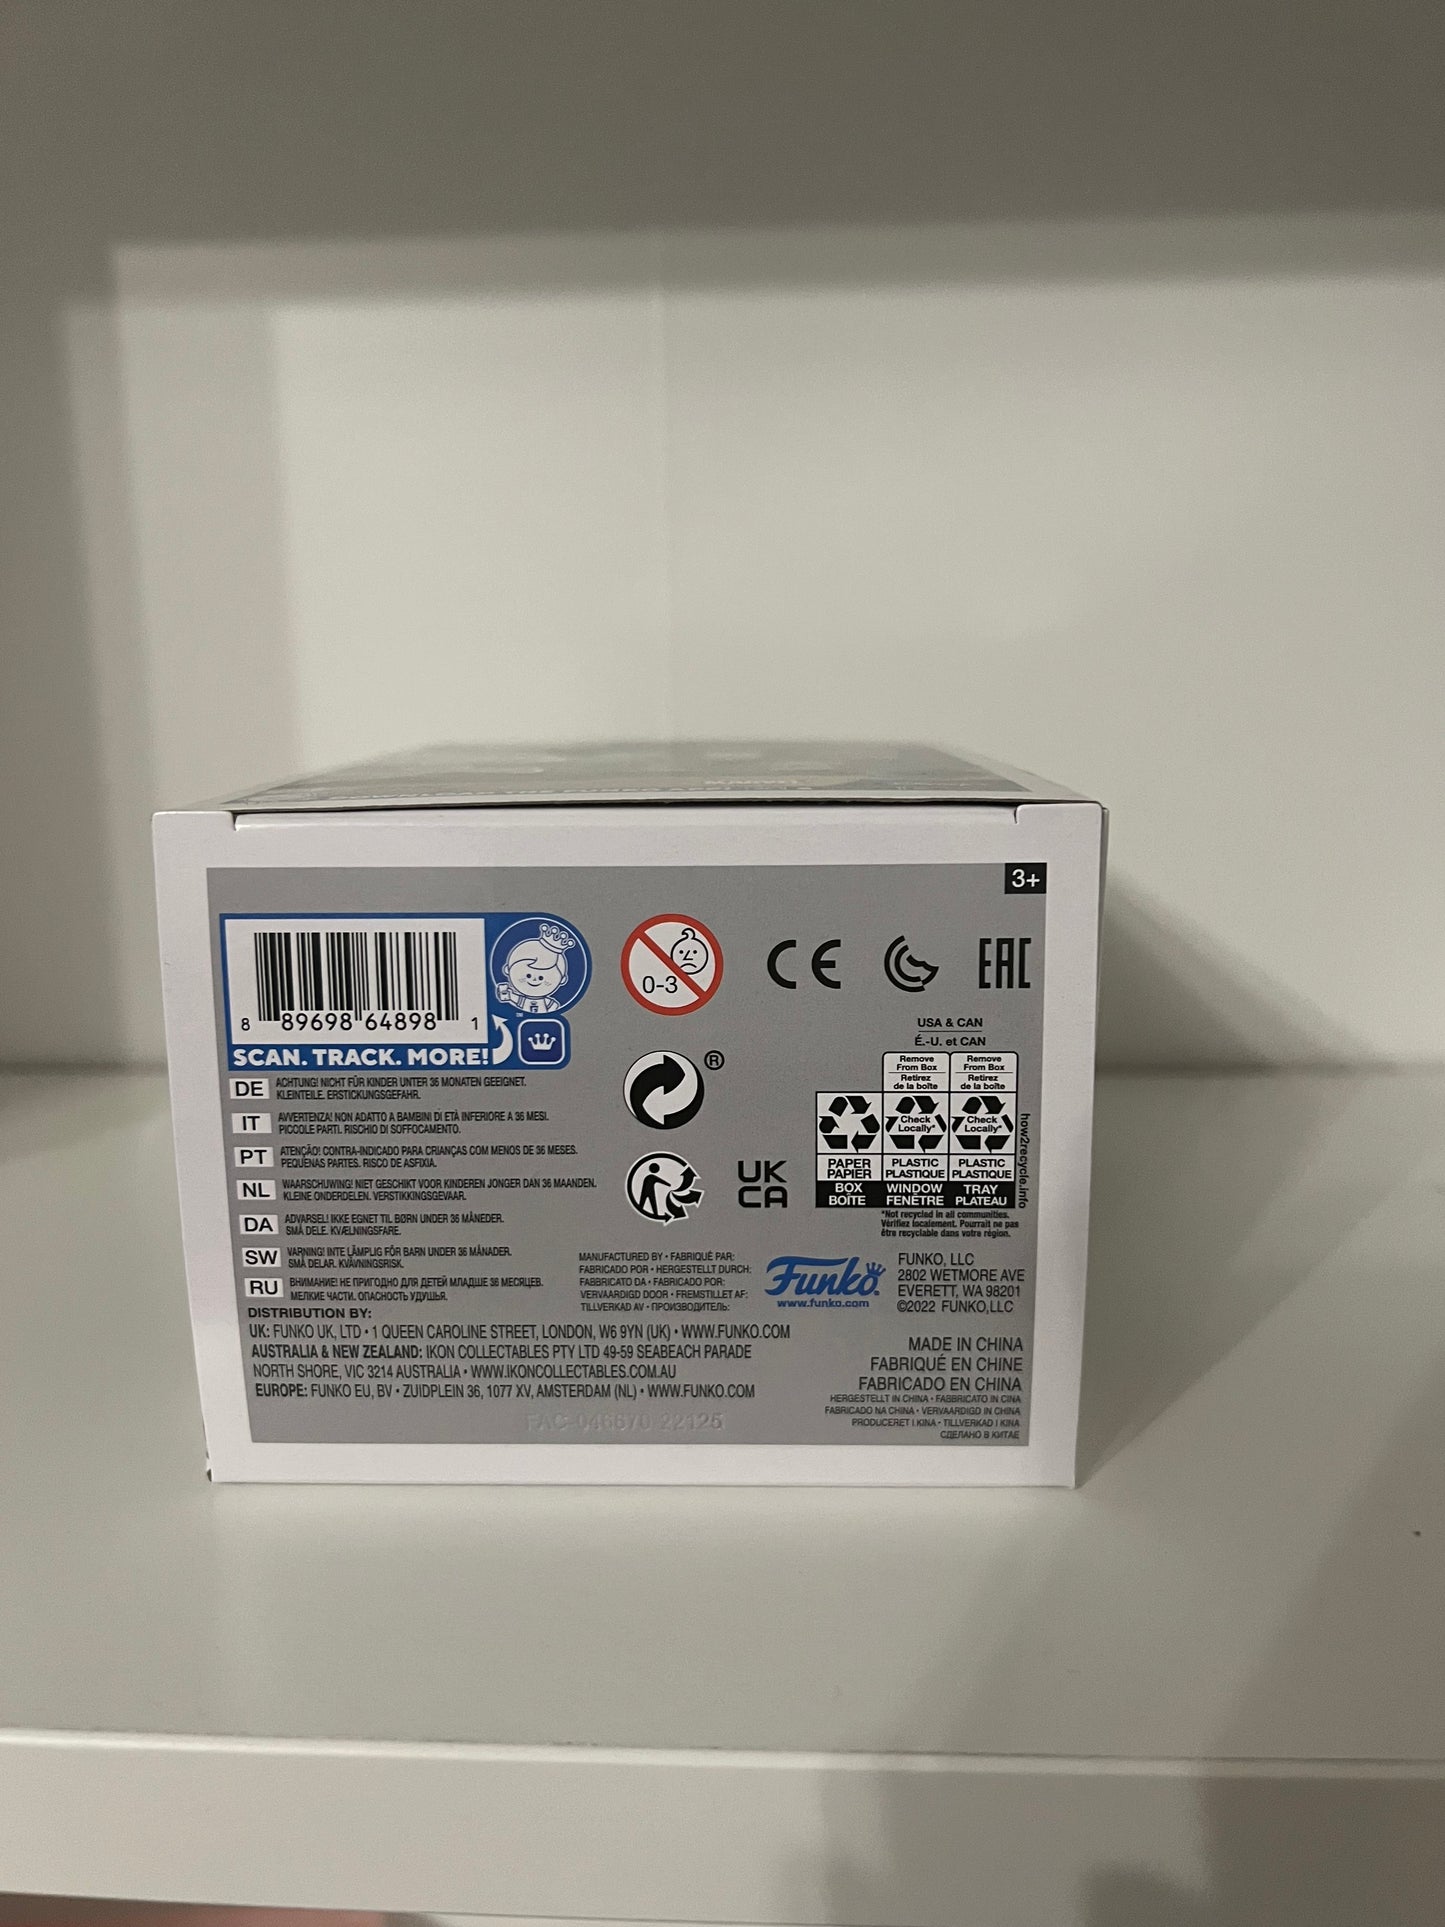 DOWNLOAD THE FUNKO APP!
3+
8 89698 64898 1
SCAN. TRACK. MORE!
™
0-3
CE
EAC
USA & CAN
É.-U. et CAN
Remove From Box
Retirez de la boîte
Remove From Box
Retirez de la boîte
Check Locally*
Check Locally*
PAPER PAPIER
PLASTIC PLASTIQUE
PLASTIC PLASTIQUE
BOX BOÎTE
WINDOW FENÊTRE
TRAY PLATEAU
how2recycle.info
*Not recycled in all communities.
Vérifiez localement. Pourrait ne pas
être recyclable dans votre région.
®
UK
CA
DE ACHTUNG! NICHT FÜR KINDER UNTER 36 MONATEN GEEIGNET.
KLEINTEILE. ERSTICKUNGSGEFAHR.
IT AVVERTENZA! NON ADATTO A BAMBINI DI ETÀ INFERIORE A 36 MESI.
PICCOLE PARTI. RISCHIO DI SOFFOCAMENTO.
PT ATENÇÃO! CONTRA-INDICADO PARA CRIANÇAS COM MENOS DE 36 MESES.
PEQUENAS PARTES. RISCO DE ASFIXIA.
NL WAARSCHUWING! NIET GESCHIKT VOOR KINDEREN JONGER DAN 36 MAANDEN.
KLEINE ONDERDELEN. VERSTIKKINGSGEVAAR.
DA ADVARSEL! IKKE EGNET TIL BØRN UNDER 36 MÅNEDER.
SMÅ DELE. KVÆLNINGSFARE.
SW VARNING! INTE LÄMPLIG FÖR BARN UNDER 36 MÅNADER.
SMÅ DELAR. KVÄVNINGSRISK.
RU ВНИМАНИЕ! НЕ ПРИГОДНО ДЛЯ ДЕТЕЙ МЛАДШЕ 36 МЕСЯЦЕВ.
МЕЛКИЕ ЧАСТИ. ОПАСНОСТЬ УДУШЬЯ.
MANUFACTURED BY • FABRIQUÉ PAR:
FABRICADO POR • HERGESTELLT DURCH:
FABBRICATO DA • FABRICADO POR:
VERVAARDIGD DOOR • FREMSTILLET AF:
TILLVERKAD AV • ПРОИЗВОДИТЕЛЬ:
Funko
www.funko.com
FUNKO, LLC
2802 WETMORE AVE
EVERETT, WA 98201
©2022 FUNKO,LLC
DISTRIBUTION BY:
UK: FUNKO UK, LTD • 1 QUEEN CAROLINE STREET, LONDON, W6 9YN (UK) • WWW.FUNKO.COM
AUSTRALIA & NEW ZEALAND: IKON COLLECTABLES PTY LTD 49-59 SEABEACH PARADE
NORTH SHORE, VIC 3214 AUSTRALIA • WWW.IKONCOLLECTABLES.COM.AU
EUROPE: FUNKO EU, BV • ZUIDPLEIN 36, 1077 XV, AMSTERDAM (NL) • WWW.FUNKO.COM
FAC-046670 22125
MADE IN CHINA
FABRIQUÉ EN CHINE
FABRICADO EN CHINA
HERGESTELLT IN CHINA • FABBRICATO IN CINA
FABRICADO NA CHINA • VERVAARDIGD IN CHINA
PRODUCERET I KINA • TILLVERKAD I KINA
СДЕЛАНО В КИТАЕ